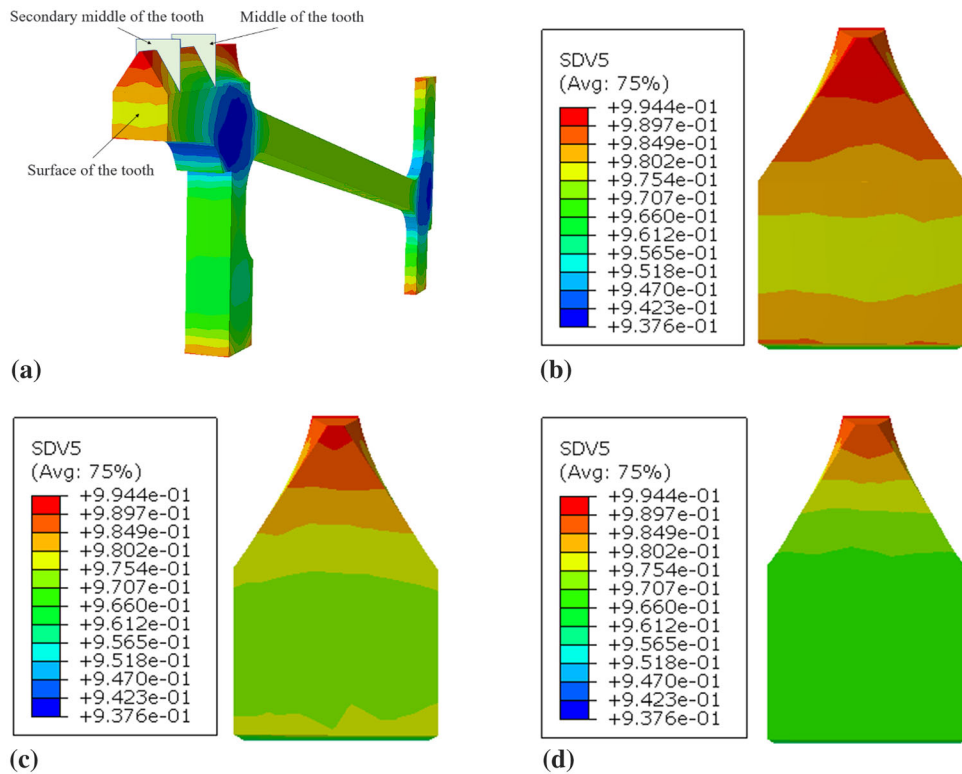 Secondary middle of the tooth
Middle of the tooth
Surface of the tooth
(a)
SDV5
(Avg: 75%)
+9.944e-01
+9.897e-01
+9.849e-01
+9.802e-01
+9.754e-01
+9.707e-01
+9.660e-01
+9.612e-01
+9.565e-01
+9.518e-01
+9.470e-01
+9.423e-01
+9.376e-01
(b)
SDV5
(Avg: 75%)
+9.944e-01
+9.897e-01
+9.849e-01
+9.802e-01
+9.754e-01
+9.707e-01
+9.660e-01
+9.612e-01
+9.565e-01
+9.518e-01
+9.470e-01
+9.423e-01
+9.376e-01
(c)
SDV5
(Avg: 75%)
+9.944e-01
+9.897e-01
+9.849e-01
+9.802e-01
+9.754e-01
+9.707e-01
+9.660e-01
+9.612e-01
+9.565e-01
+9.518e-01
+9.470e-01
+9.423e-01
+9.376e-01
(d)